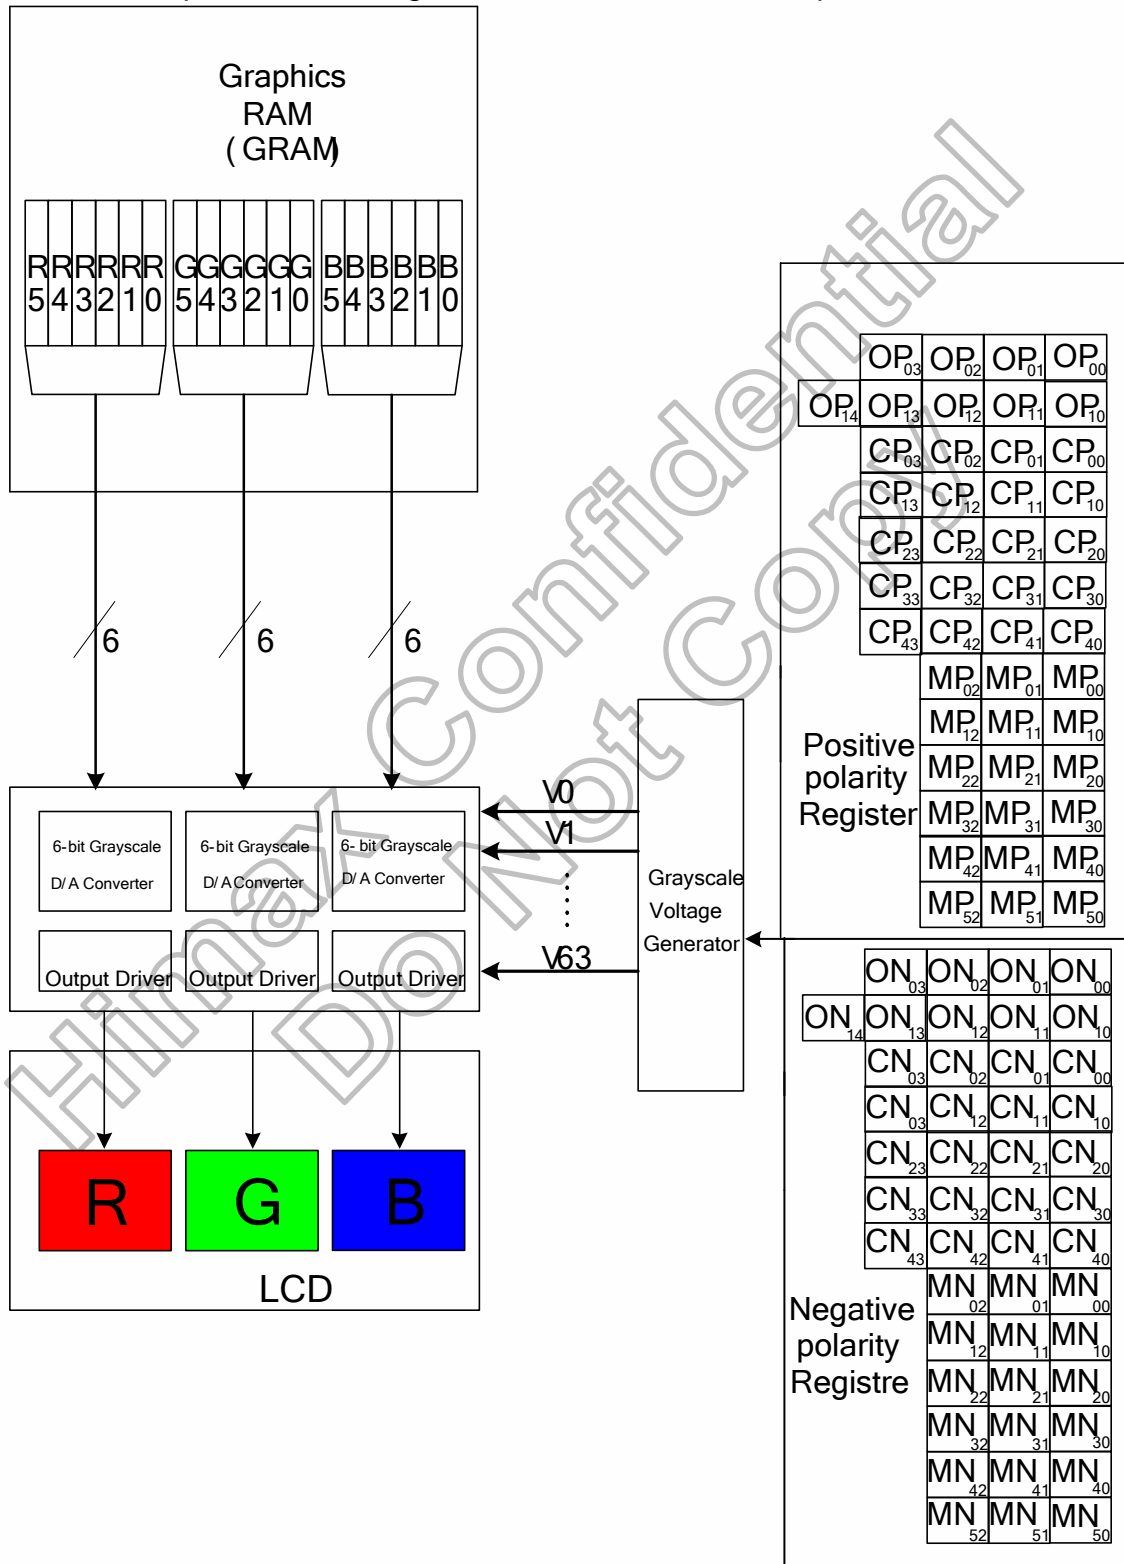 Graphics
RAM
( GRAM)
R5 R4 R3 R2 R1 R0 G5 G4 G3 G2 G1 G0 B5 B4 B3 B2 B1 B0
6 6 6
6-bit Grayscale
D/A Converter
6-bit Grayscale
D/A Converter
6- bit Grayscale
D/A Converter
Output Driver Output Driver Output Driver
V0
V1
V63
Grayscale
Voltage
Generator
R G B
LCD
OP03 OP02 OP01 OP00
OP14 OP13 OP12 OP11 OP10
CP03 CP02 CP01 CP00
CP13 CP12 CP11 CP10
CP23 CP22 CP21 CP20
CP33 CP32 CP31 CP30
CP43 CP42 CP41 CP40
MP02 MP01 MP00
MP12 MP11 MP10
MP22 MP21 MP20
MP32 MP31 MP30
MP42 MP41 MP40
MP52 MP51 MP50
Positive
polarity
Register
ON03 ON02 ON01 ON00
ON14 ON13 ON12 ON11 ON10
CN03 CN02 CN01 CN00
CN03 CN12 CN11 CN10
CN23 CN22 CN21 CN20
CN33 CN32 CN31 CN30
CN43 CN42 CN41 CN40
MN02 MN01 MN00
MN12 MN11 MN10
MN22 MN21 MN20
MN32 MN31 MN30
MN42 MN41 MN40
MN52 MN51 MN50
Negative
polarity
Registre
Himax Confidential
Do Not Copy